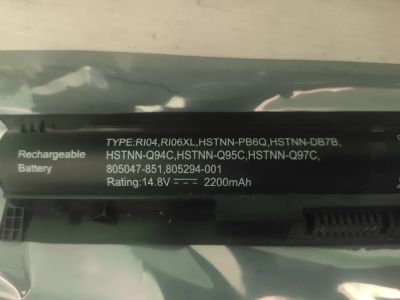 TYPE:RI04,RI06XL,HSTNN-PB6Q,HSTNN-DB7B,
Rechargeable Battery
HSTNN-Q94C,HSTNN-Q95C,HSTNN-Q97C,
805047-851,805294-001
Rating:14.8V ⎓ 2200mAh